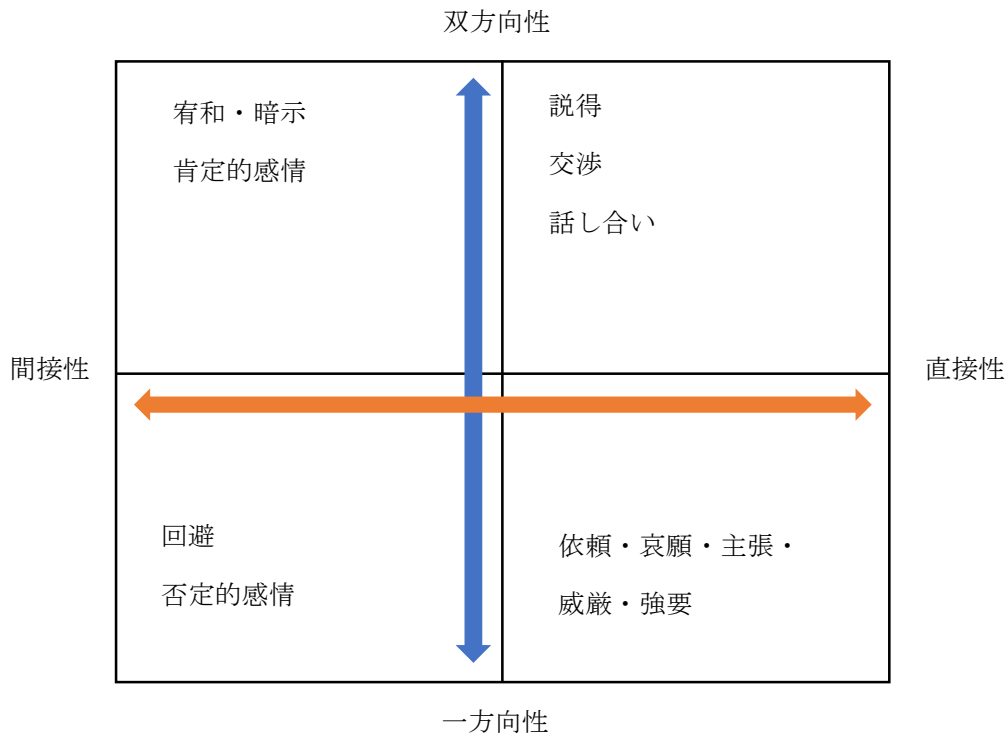 双方向性
宥和・暗示
肯定的感情
説得
交渉
話し合い
間接性
直接性
回避
否定的感情
依頼・哀願・主張・
威厳・強要
一方向性